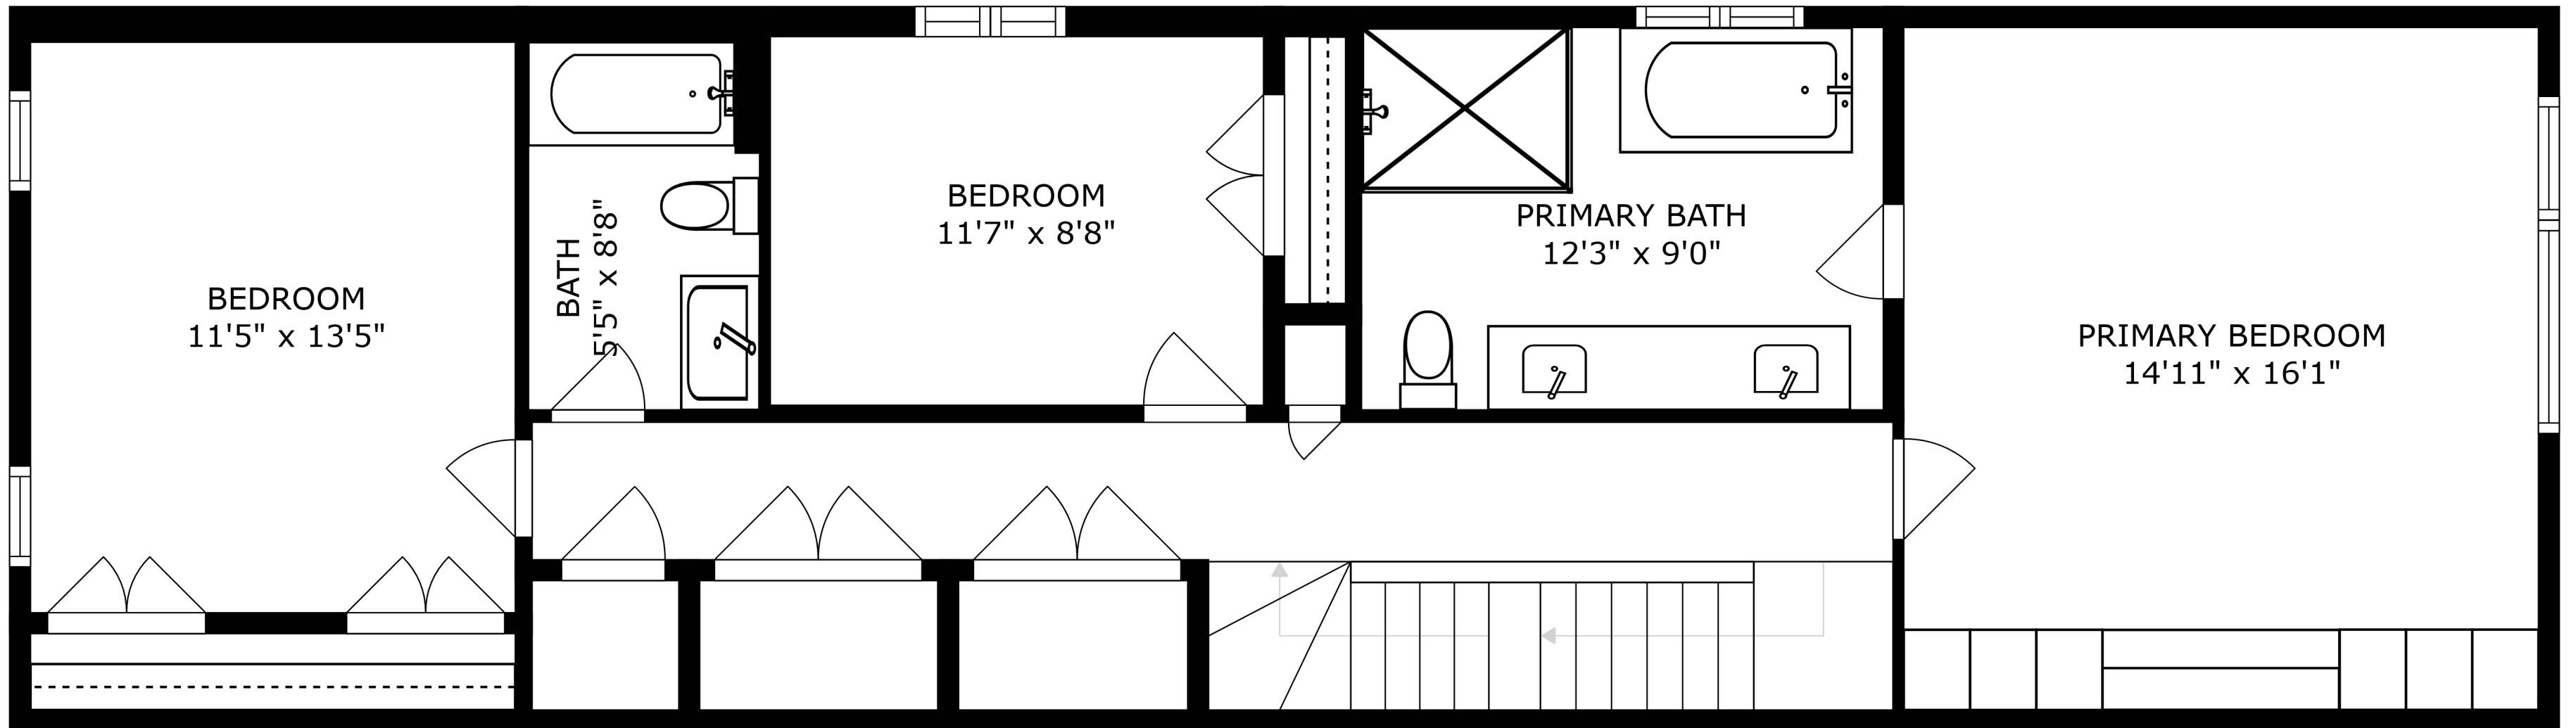 BEDROOM
11'5" x 13'5"
BATH
5'5" x 8'8"
BEDROOM
11'7" x 8'8"
PRIMARY BATH
12'3" x 9'0"
PRIMARY BEDROOM
14'11" x 16'1"